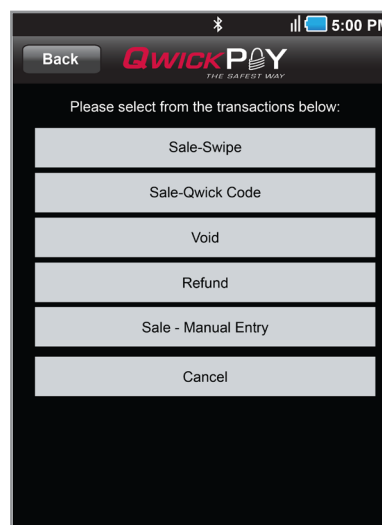 5:00 PM
Back
QWICKPAY
THE SAFEST WAY
Please select from the transactions below:
Sale-Swipe
Sale-Qwick Code
Void
Refund
Sale - Manual Entry
Cancel